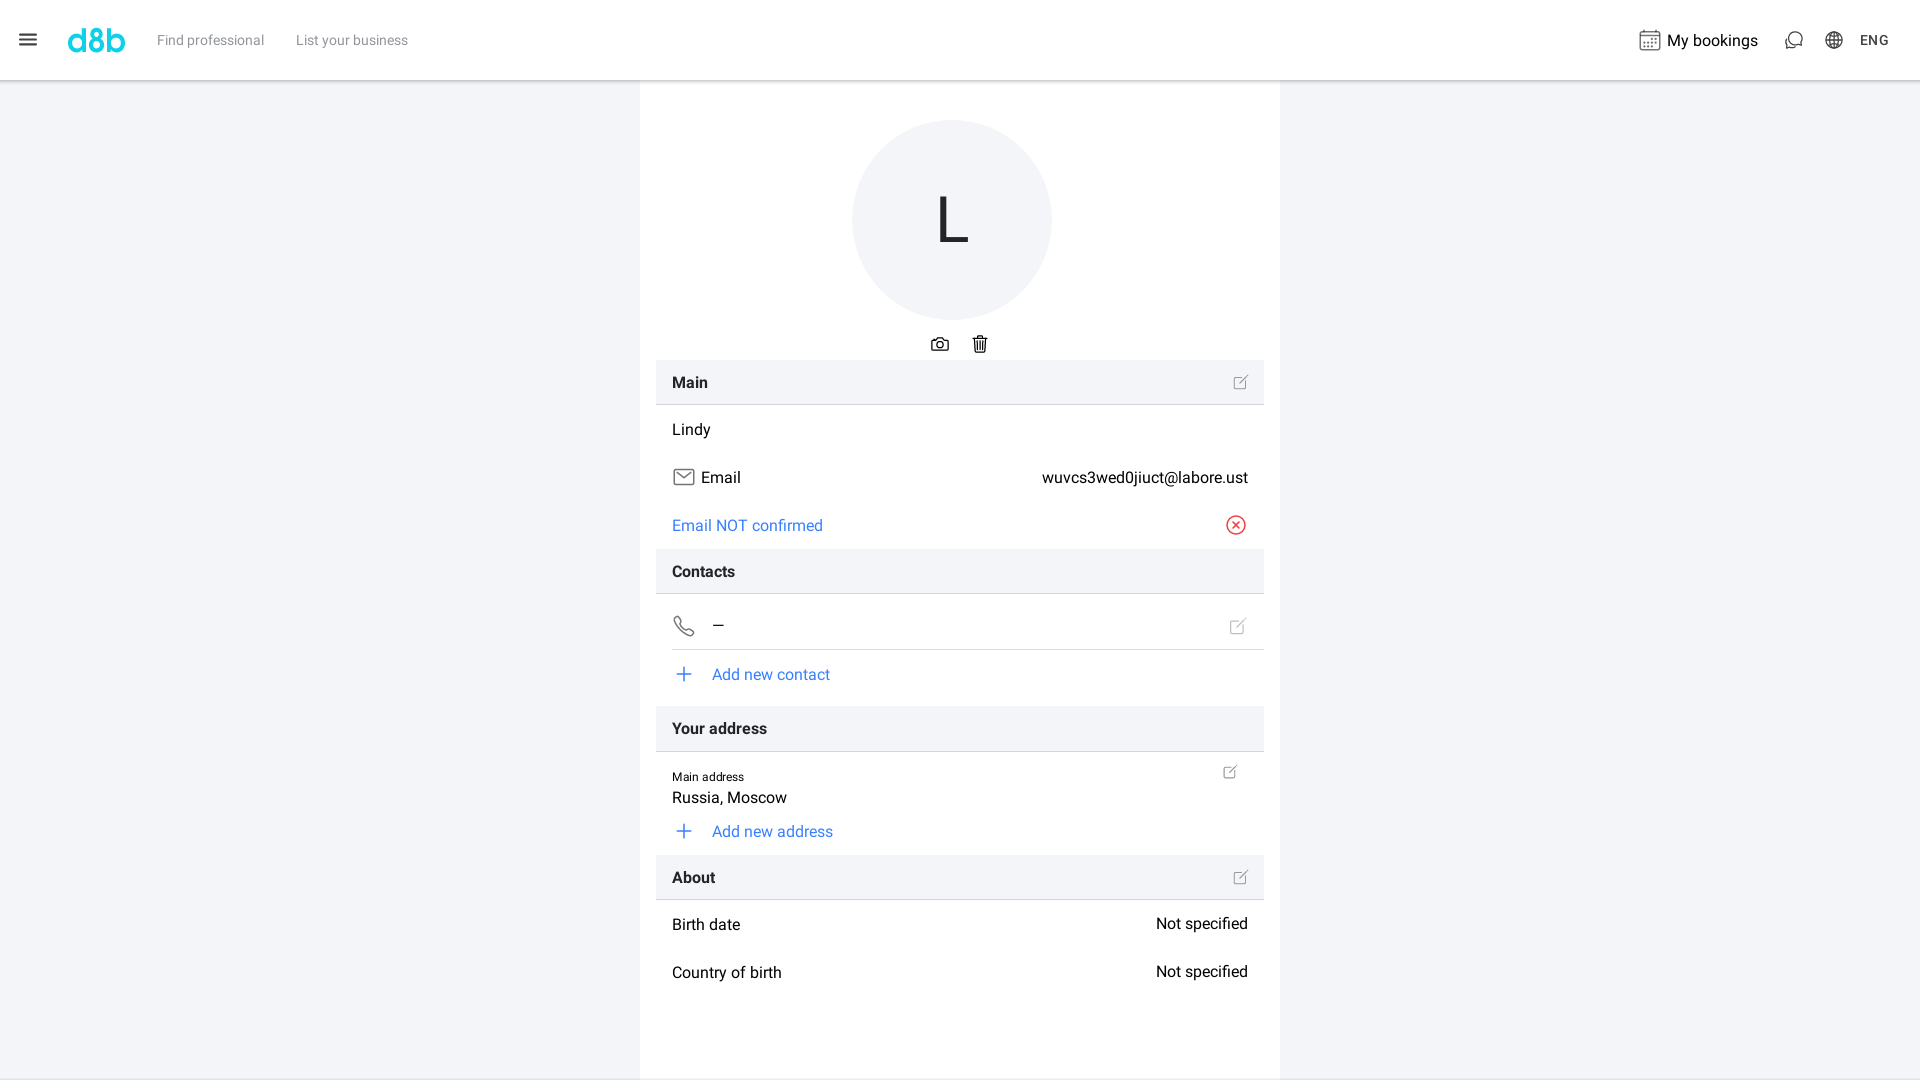 d8b
Find professional
List your business
My bookings
ENG
L
Main
Lindy
Email
wuvcs3wed0jiuct@labore.ust
Email NOT confirmed
Contacts
—
Add new contact
Your address
Main address
Russia, Moscow
Add new address
About
Birth date
Not specified
Country of birth
Not specified